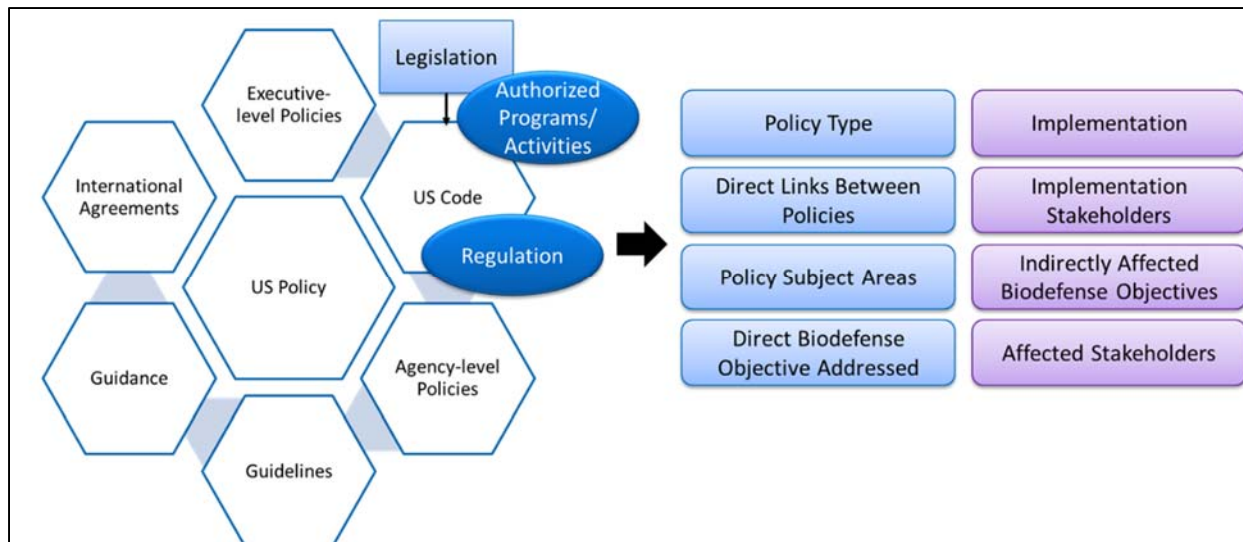 Legislation
Executive-
level Policies
Authorized
Programs/
Activities
International
Agreements
US Code
Regulation
US Policy
Guidance
Agency-level
Policies
Guidelines
Policy Type
Implementation
Direct Links Between
Policies
Implementation
Stakeholders
Policy Subject Areas
Indirectly Affected
Biodefense Objectives
Direct Biodefense
Objective Addressed
Affected Stakeholders